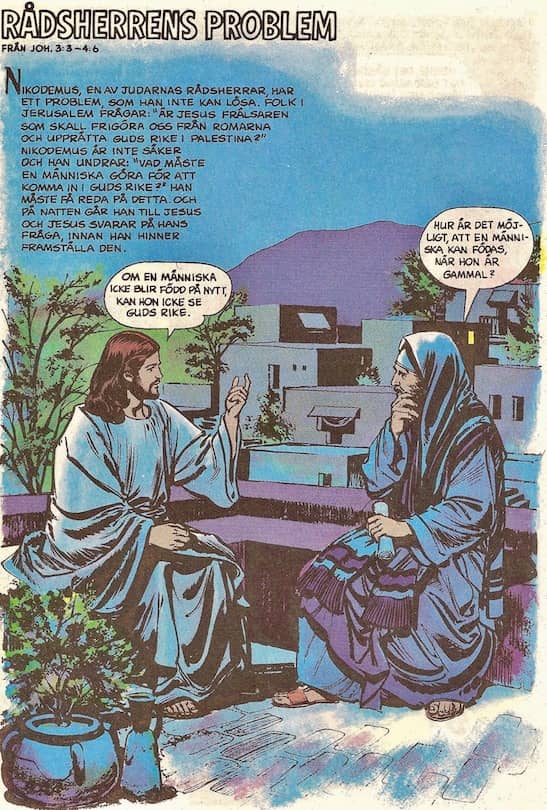 RÅDSHERRENS PROBLEM
FRÅN JOH. 3:3-4:6
NIKODEMUS, EN AV JUDARNAS RÅDSHERRAR, HAR
ETT PROBLEM, SOM HAN INTE KAN LÖSA. FOLK I
JERUSALEM FRÅGAR: "ÄR JESUS FRÄLSAREN
SOM SKALL FRIGÖRA OSS FRÅN ROMARNA
OCH UPPRÄTTA GUDS RIKE I PALESTINA?"
NIKODEMUS ÄR INTE SÄKER
OCH HAN UNDRAR: "VAD MÅSTE
EN MÄNNISKA GÖRA FÖR ATT
KOMMA IN I GUDS RIKE?" HAN
MÅSTE FÅ REDA PÅ DETTA. OCH
PÅ NATTEN GÅR HAN TILL JESUS
OCH JESUS SVARAR PÅ HANS
FRÅGA, INNAN HAN HINNER
FRAMSTÄLLA DEN.
OM EN MÄNNISKA
ICKE BLIR FÖDD PÅ NYTT,
KAN HON ICKE SE
GUDS RIKE.
HUR ÄR DET MÖJ-
LIGT, ATT EN MÄNNI-
SKA KAN FÖDAS,
NÄR HON ÄR
GAMMAL?